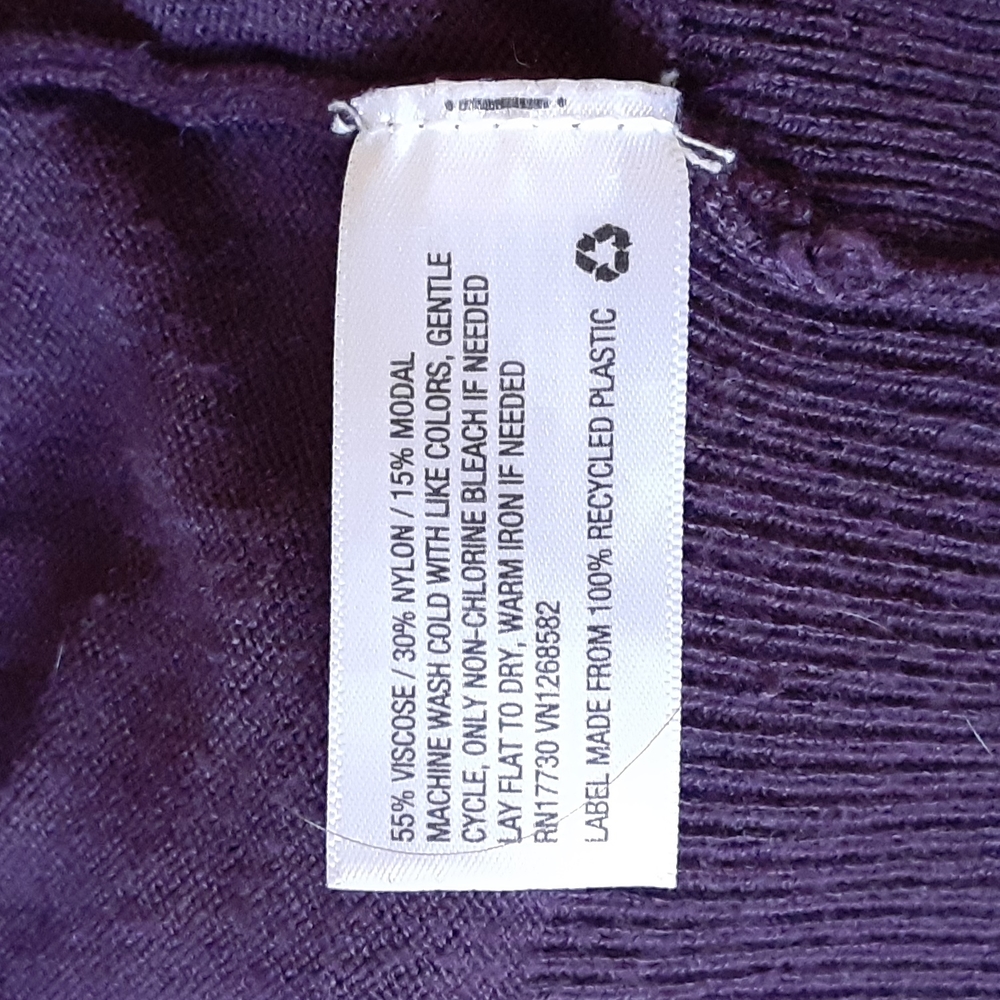 55% VISCOSE / 30% NYLON / 15% MODAL
MACHINE WASH COLD WITH LIKE COLORS, GENTLE
CYCLE, ONLY NON-CHLORINE BLEACH IF NEEDED
LAY FLAT TO DRY, WARM IRON IF NEEDED
RN17730 VN1268582
LABEL MADE FROM 100% RECYCLED PLASTIC